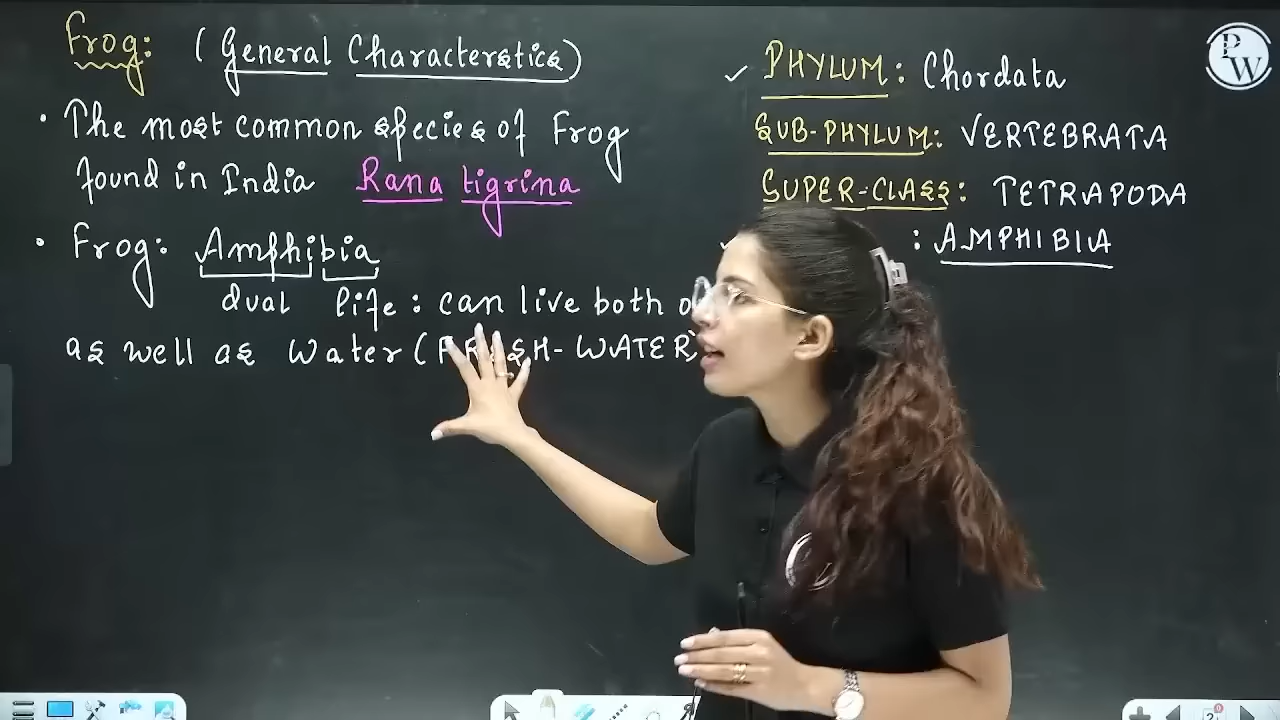 Frog: (General Characterstics)
• The most common species of Frog
found in India Rana tigrina
• Frog: Amphibia
dual life: can live both
as well as Water (FRESH-WATER)
✓ PHYLUM: Chordata
SUB-PHYLUM: VERTEBRATA
SUPER-CLASS: TETRAPODA
: AMPHIBIA
PW